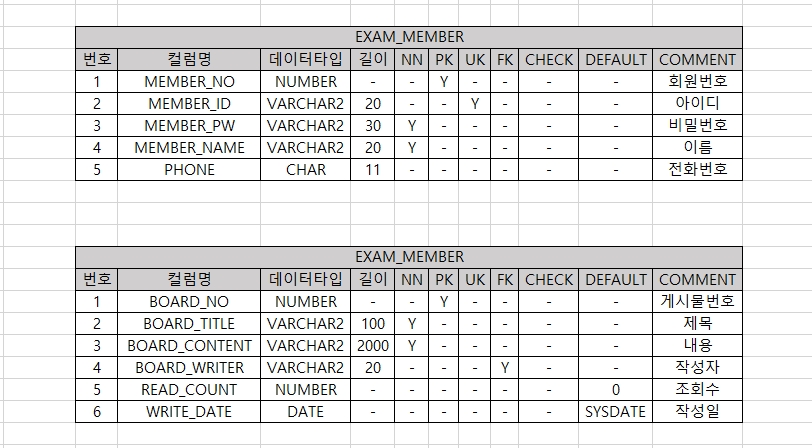 EXAM_MEMBER
번호 컬럼명 데이터타입 길이 NN PK UK FK CHECK DEFAULT COMMENT
1 MEMBER_NO NUMBER - - Y - - - - 회원번호
2 MEMBER_ID VARCHAR2 20 - - Y - - - 아이디
3 MEMBER_PW VARCHAR2 30 Y - - - - - 비밀번호
4 MEMBER_NAME VARCHAR2 20 Y - - - - - 이름
5 PHONE CHAR 11 - - - - - - 전화번호
EXAM_MEMBER
번호 컬럼명 데이터타입 길이 NN PK UK FK CHECK DEFAULT COMMENT
1 BOARD_NO NUMBER - - Y - - - - 게시물번호
2 BOARD_TITLE VARCHAR2 100 Y - - - - - 제목
3 BOARD_CONTENT VARCHAR2 2000 Y - - - - - 내용
4 BOARD_WRITER VARCHAR2 20 - - - Y - - 작성자
5 READ_COUNT NUMBER - - - - - - 0 조회수
6 WRITE_DATE DATE - - - - - - SYSDATE 작성일